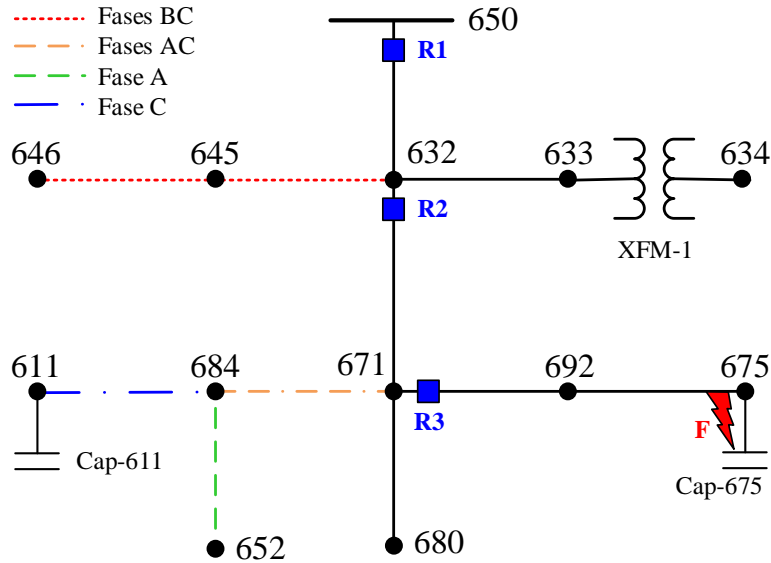 Fases BC
Fases AC
Fase A
Fase C
650
R1
646
645
632
633
634
R2
XFM-1
611
684
671
692
675
R3
F
Cap-611
Cap-675
652
680